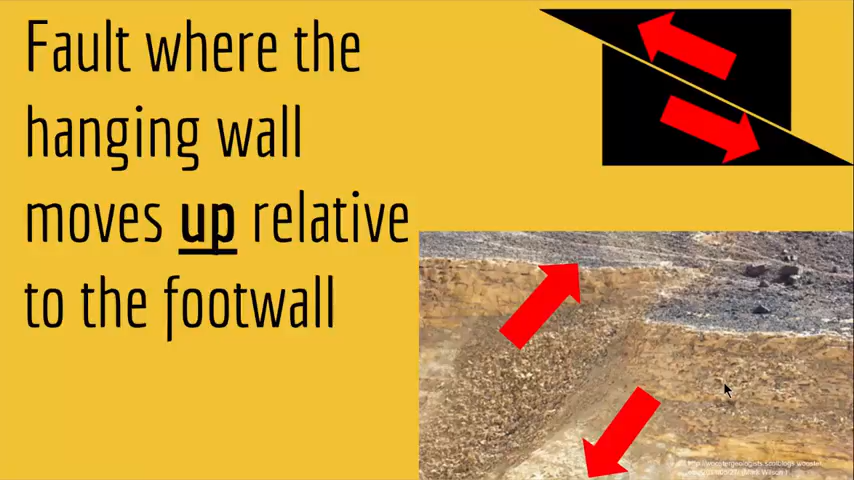 Fault where the
hanging wall
moves up relative
to the footwall